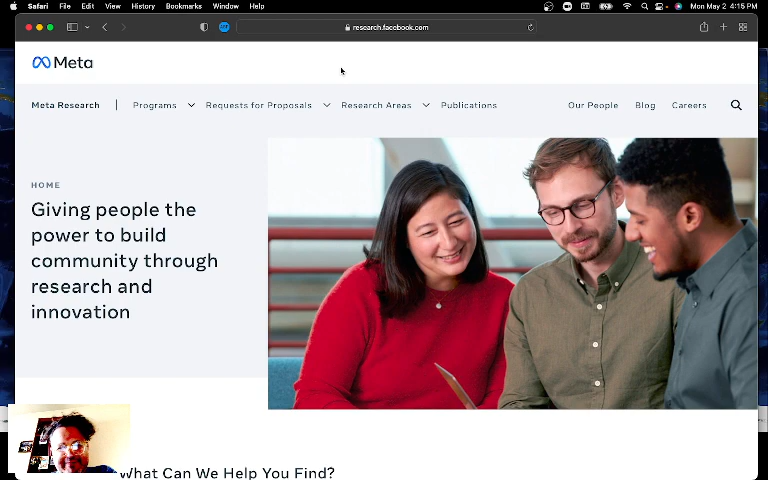 Safari File Edit View History Bookmarks Window Help Mon May 2 4:15 PM
research.facebook.com
Meta
Meta Research Programs Requests for Proposals Research Areas Publications Our People Blog Careers
HOME
Giving people the
power to build
community through
research and
innovation
What Can We Help You Find?